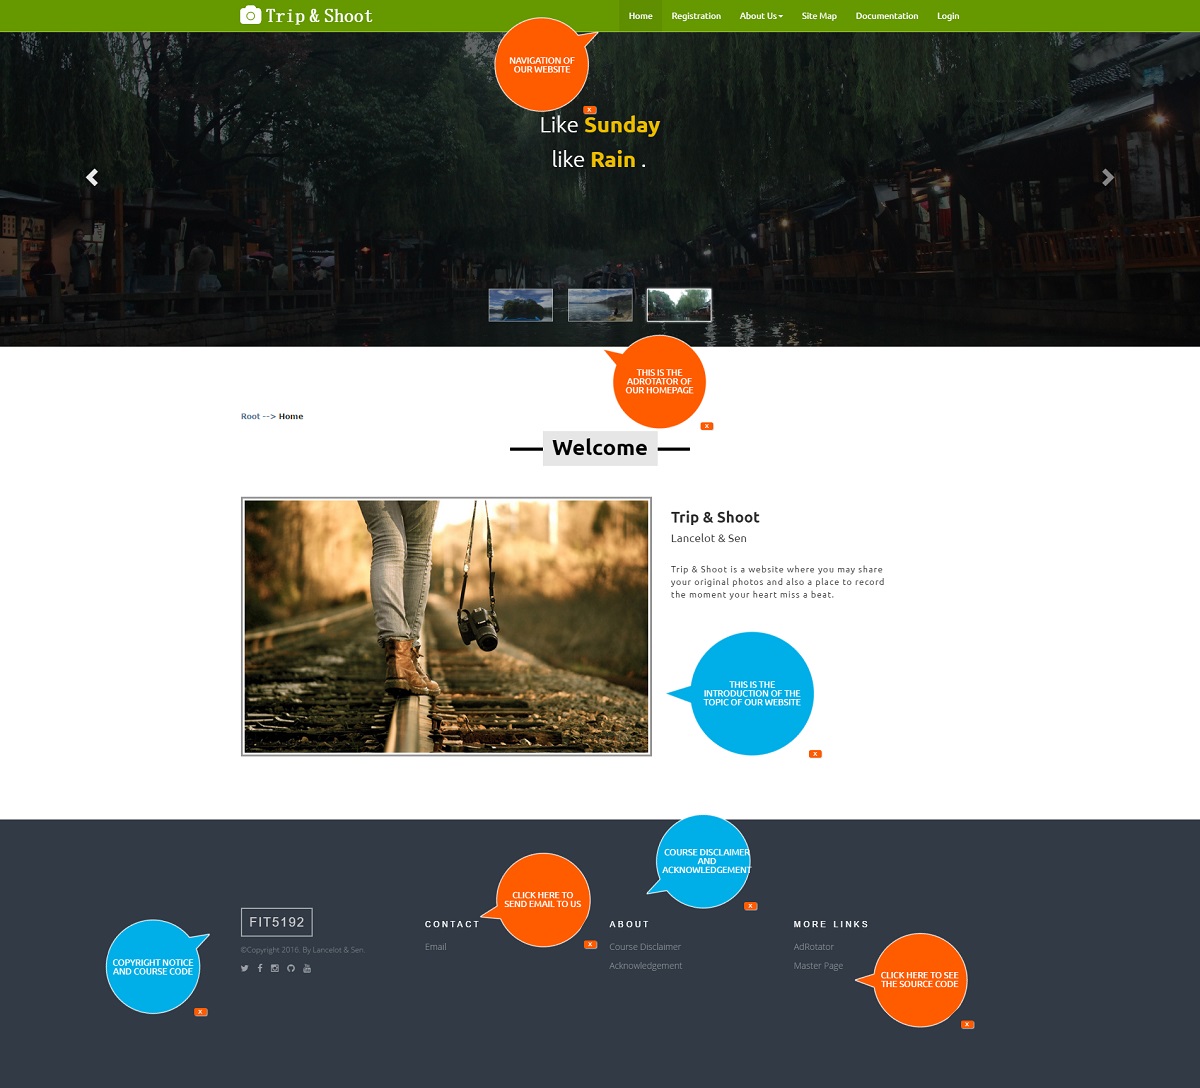 Trip & Shoot
Home Registration About Us Site Map Documentation Login
NAVIGATION OF
OUR WEBSITE
X
Like Sunday
like Rain .
THIS IS THE
ADROTATOR OF
OUR HOMEPAGE
X
Root --> Home
Welcome
Trip & Shoot
Lancelot & Sen
Trip & Shoot is a website where you may share
your original photos and also a place to record
the moment your heart miss a beat.
THIS IS THE
INTRODUCTION OF THE
TOPIC OF OUR WEBSITE
X
COURSE DISCLAIMER
AND
ACKNOWLEDGEMENT
X
CLICK HERE TO
SEND EMAIL TO US
X
COPYRIGHT NOTICE
AND COURSE CODE
X
FIT5192
©Copyright 2016. By Lancelot & Sen.
CONTACT
Email
ABOUT
Course Disclaimer
Acknowledgement
MORE LINKS
AdRotator
Master Page
CLICK HERE TO SEE
THE SOURCE CODE
X